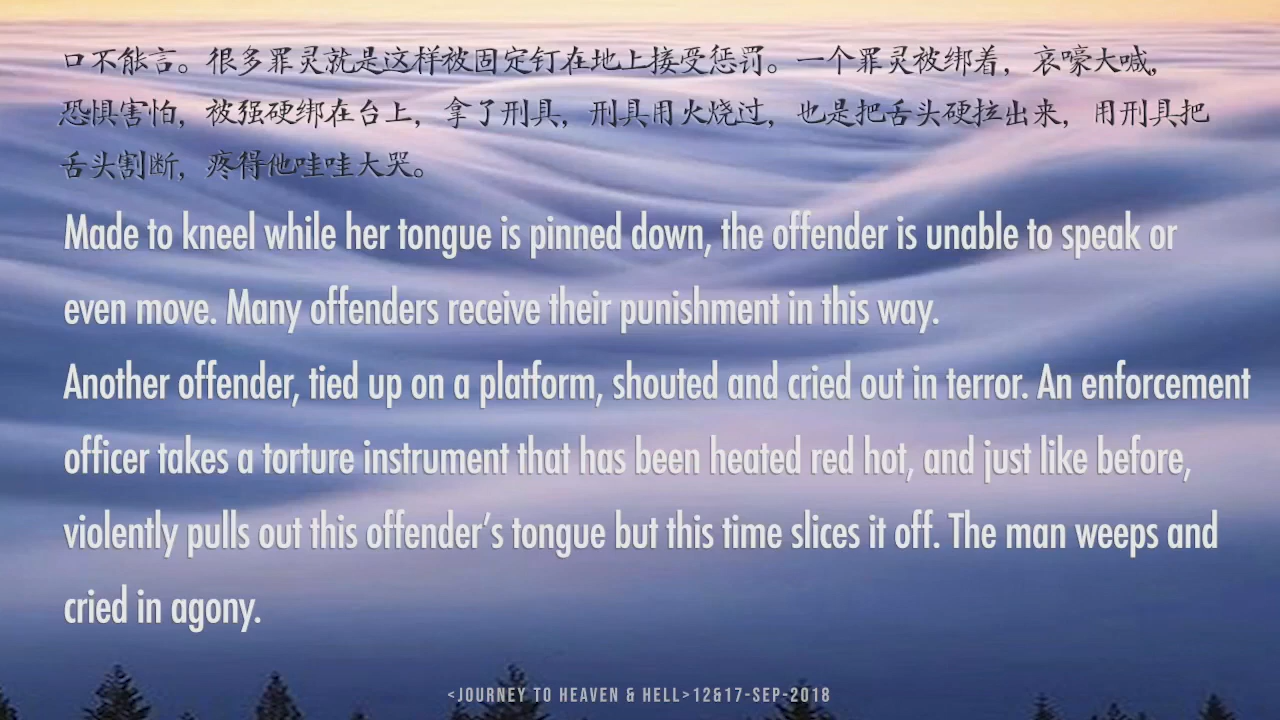 口不能言。很多罪灵就是这样被固定钉在地上接受惩罚。一个罪灵被绑着，哀嚎大喊，
恐惧害怕，被强硬绑在台上，拿了刑具，刑具用火烧过，也是把舌头硬拉出来，用刑具把
舌头割断，疼得他哇哇大哭。
Made to kneel while her tongue is pinned down, the offender is unable to speak or
even move. Many offenders receive their punishment in this way.
Another offender, tied up on a platform, shouted and cried out in terror. An enforcement
officer takes a torture instrument that has been heated red hot, and just like before,
violently pulls out this offender’s tongue but this time slices it off. The man weeps and
cried in agony.
<JOURNEY TO HEAVEN & HELL>12&17-SEP-2018